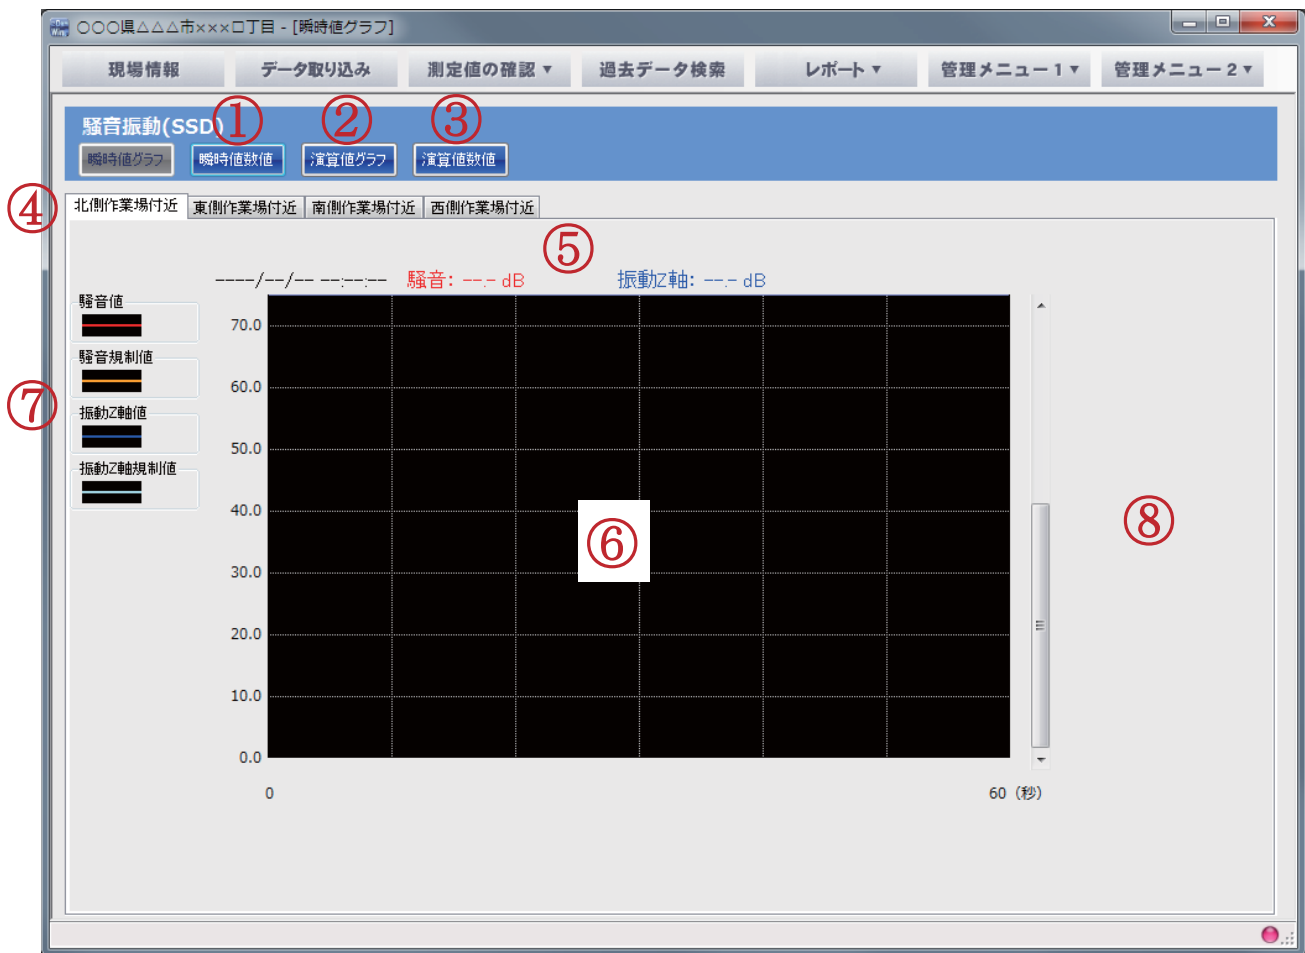 ○○○県△△△市×××ロ丁目 - [瞬時値グラフ]
現場情報 データ取り込み 測定値の確認 ▼ 過去データ検索 レポート ▼ 管理メニュー1 ▼ 管理メニュー2 ▼
騒音振動(SSD)
① ② ③
瞬時値グラフ 瞬時値数値 演算値グラフ 演算値数値
④ 北側作業場付近 東側作業場付近 南側作業場付近 西側作業場付近
⑤
----/--/-- --:--:-- 騒音: --.- dB 振動Z軸: --.- dB
騒音値
騒音規制値
⑦
振動Z軸値
振動Z軸規制値
70.0
60.0
50.0
40.0
30.0
20.0
10.0
0.0
⑥
⑧
0 60 (秒)